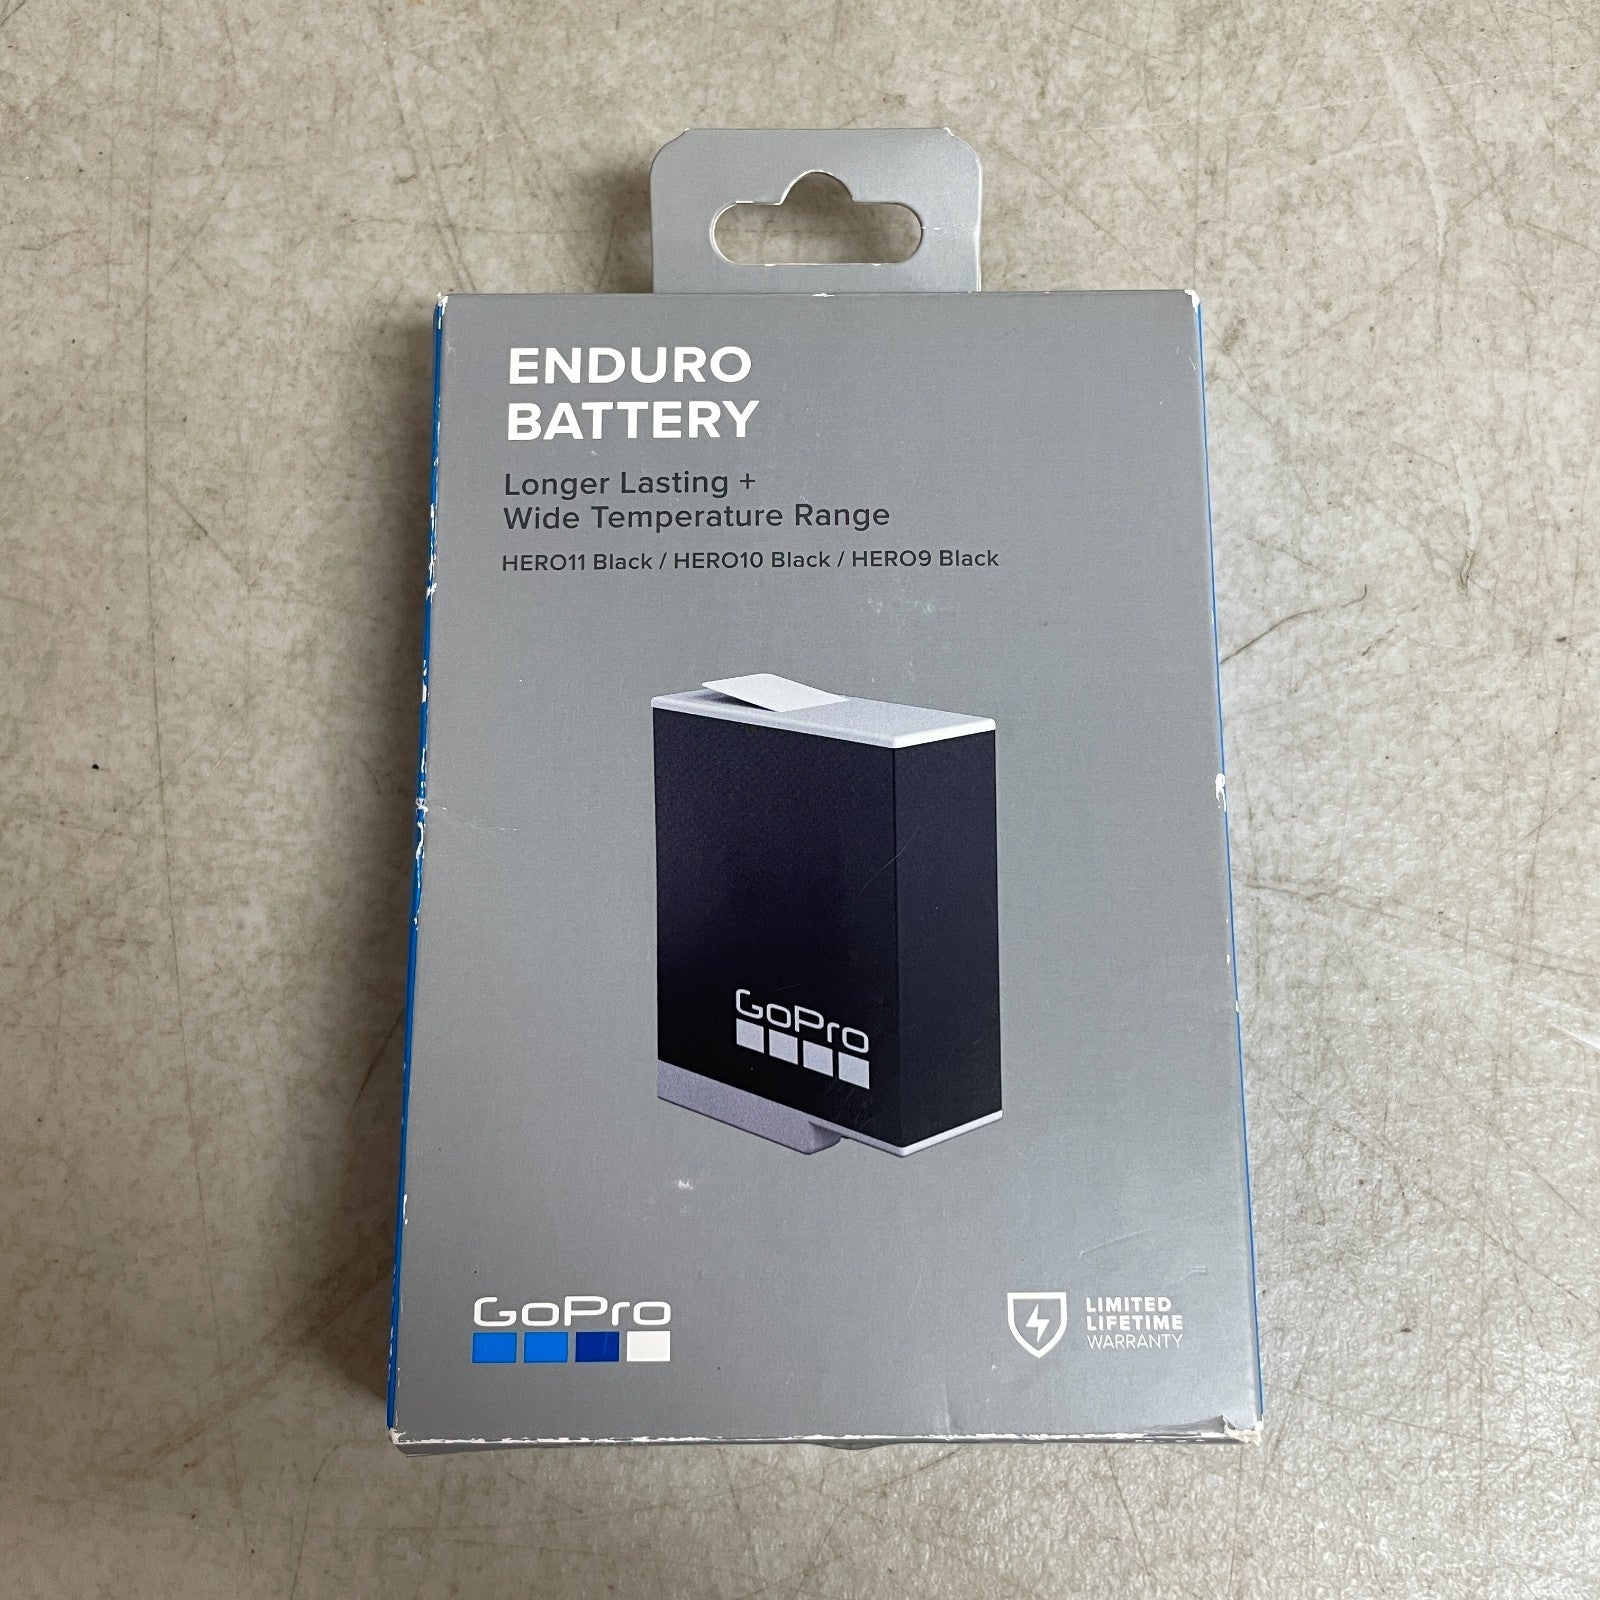 ENDURO
BATTERY
Longer Lasting +
Wide Temperature Range
HERO11 Black / HERO10 Black / HERO9 Black
GoPro
GoPro
LIMITED
LIFETIME
WARRANTY